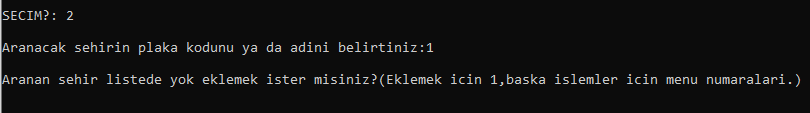 SECIM?: 2
Aranacak sehirin plaka kodunu ya da adini belirtiniz:1
Aranan sehir listede yok eklemek ister misiniz?(Eklemek icin 1,baska islemler icin menu numaralari.)